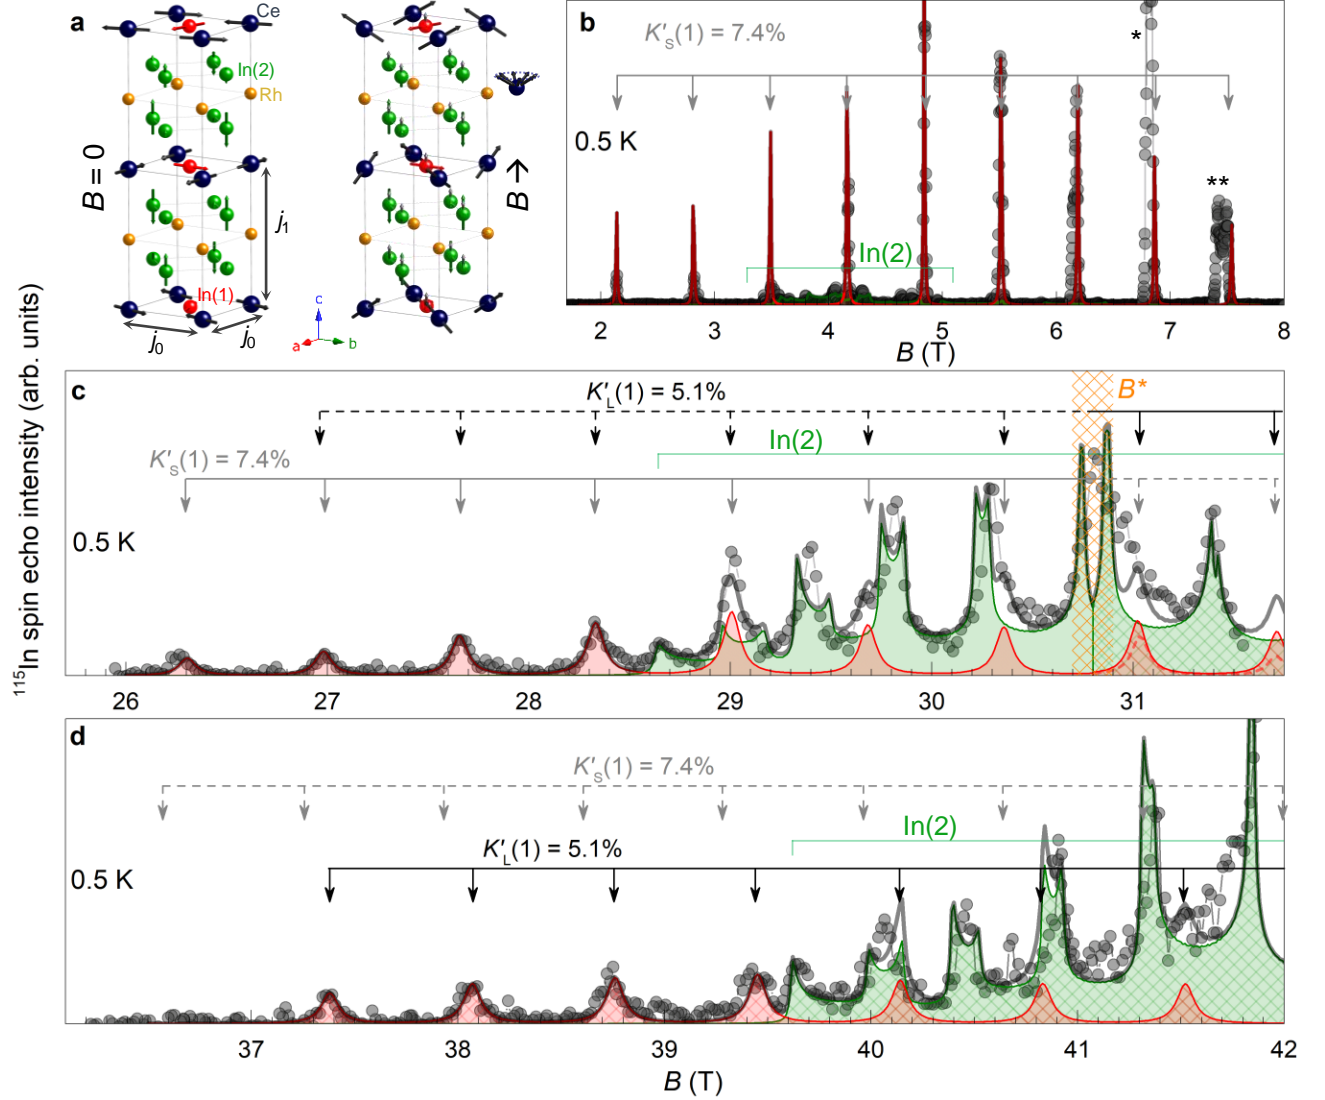 a
Ce
In(2)
Rh
B = 0
B
j1
In(1)
j0
j0
c
a
b
b
K′S(1) = 7.4%
*
**
0.5 K
In(2)
2 3 4 5 6 7 8
B (T)
115In spin echo intensity (arb. units)
c
K′L(1) = 5.1%
B*
In(2)
K′S(1) = 7.4%
0.5 K
26 27 28 29 30 31
d
K′S(1) = 7.4%
In(2)
K′L(1) = 5.1%
0.5 K
37 38 39 40 41 42
B (T)